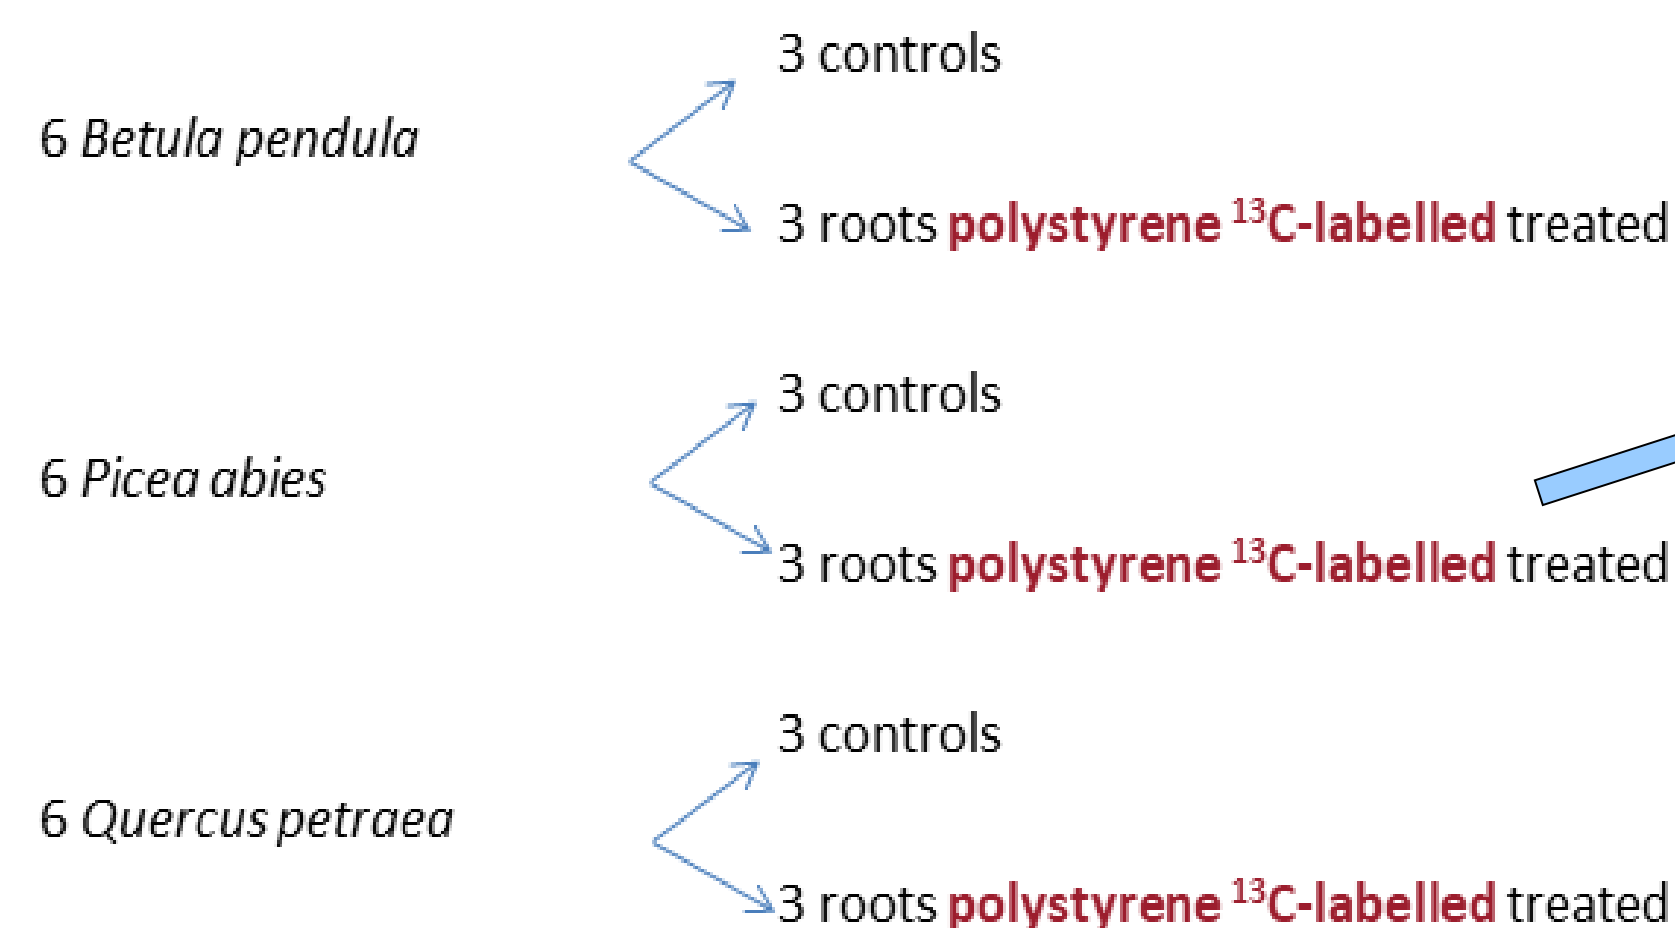 3 controls
6 Betula pendula
3 roots polystyrene ¹³C-labelled treated
3 controls
6 Picea abies
3 roots polystyrene ¹³C-labelled treated
3 controls
6 Quercus petraea
3 roots polystyrene ¹³C-labelled treated